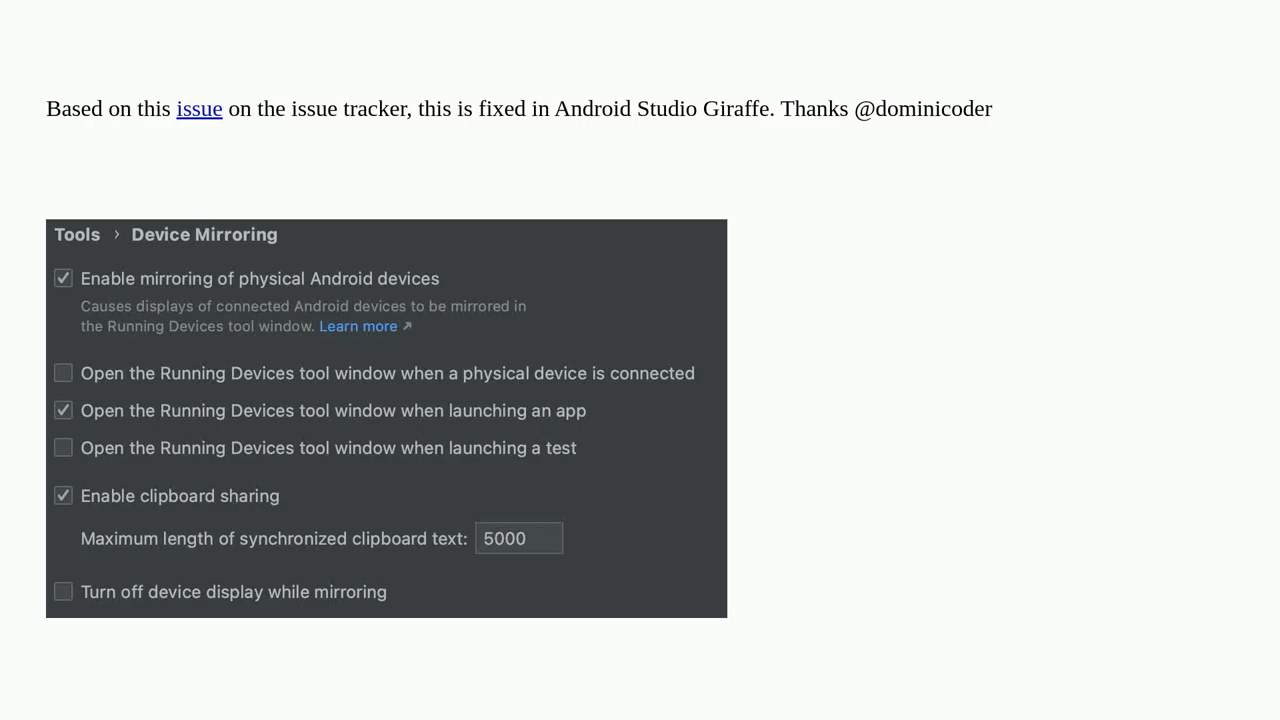 Based on this issue on the issue tracker, this is fixed in Android Studio Giraffe. Thanks @dominicoder
Tools › Device Mirroring
Enable mirroring of physical Android devices
Causes displays of connected Android devices to be mirrored in
the Running Devices tool window. Learn more ↗
Open the Running Devices tool window when a physical device is connected
Open the Running Devices tool window when launching an app
Open the Running Devices tool window when launching a test
Enable clipboard sharing
Maximum length of synchronized clipboard text: 5000
Turn off device display while mirroring